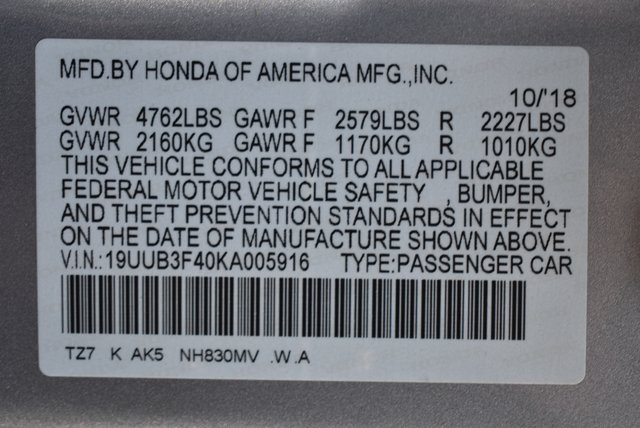 MFD.BY HONDA OF AMERICA MFG.,INC.
10/'18
GVWR 4762LBS GAWR F 2579LBS R 2227LBS
GVWR 2160KG GAWR F 1170KG R 1010KG
THIS VEHICLE CONFORMS TO ALL APPLICABLE
FEDERAL MOTOR VEHICLE SAFETY , BUMPER,
AND THEFT PREVENTION STANDARDS IN EFFECT
ON THE DATE OF MANUFACTURE SHOWN ABOVE.
V.I.N.:19UUB3F40KA005916 TYPE:PASSENGER CAR
TZ7 K AK5 NH830MV .W .A